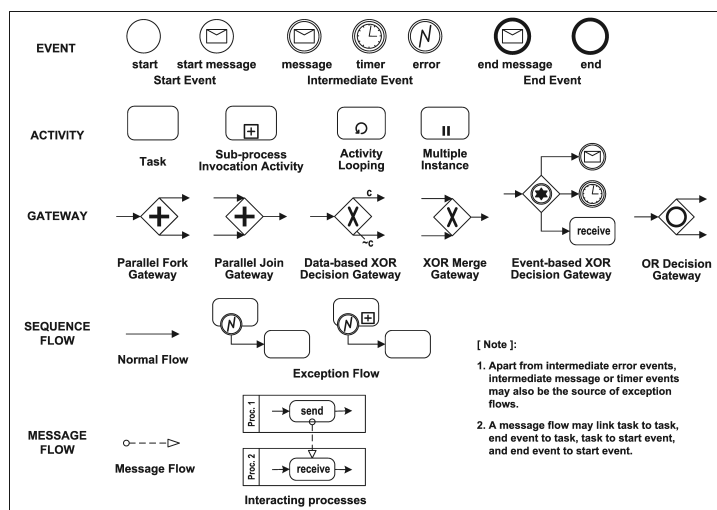 EVENT
start
start message
message
timer
error
end message
end
Start Event
Intermediate Event
End Event
ACTIVITY
Task
Sub-process
Invocation Activity
Activity
Looping
Multiple
Instance
GATEWAY
c
~c
receive
Parallel Fork
Gateway
Parallel Join
Gateway
Data-based XOR
Decision Gateway
XOR Merge
Gateway
Event-based XOR
Decision Gateway
OR Decision
Gateway
SEQUENCE
FLOW
Normal Flow
Exception Flow
[ Note ]:
1. Apart from intermediate error events,
intermediate message or timer events
may also be the source of exception
flows.
2. A message flow may link task to task,
end event to task, task to start event,
and end event to start event.
MESSAGE
FLOW
Message Flow
Proc. 1
send
Proc. 2
receive
Interacting processes